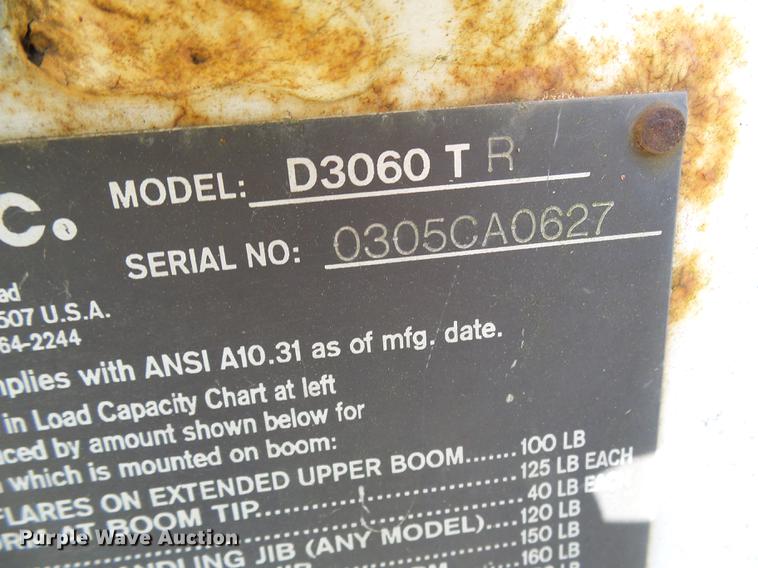 C.
MODEL: D3060 T R
SERIAL NO: 0305CA0627
507 U.S.A.
64-2244
with ANSI A10.31 as of mfg. date.
in Load Capacity Chart at left
by amount shown below for
which is mounted on boom:
FLARES ON EXTENDED UPPER BOOM.......100 LB
AT BOOM TIP..............................125 LB EACH
40 LB EACH
HANDLING JIB (ANY MODEL)....120 LB
150 LB
160 LB
Purple Wave Auction